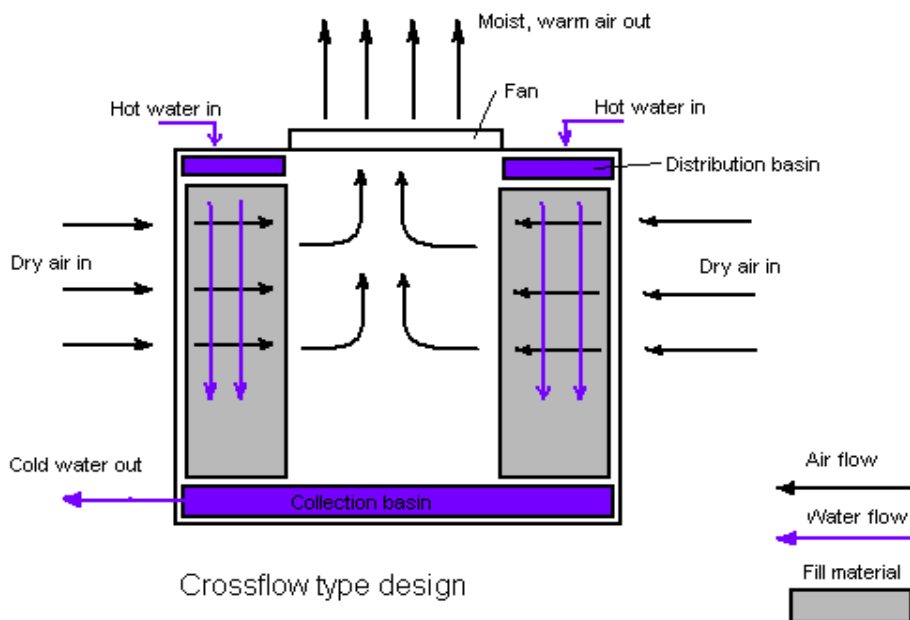 Moist, warm air out
Fan
Hot water in
Hot water in
Distribution basin
Dry air in
Dry air in
Cold water out
Collection basin
Air flow
Water flow
Fill material
Crossflow type design